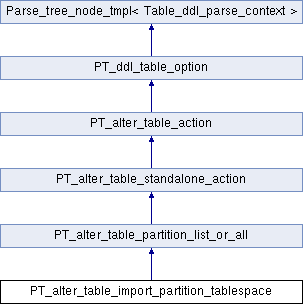 Parse_tree_node_tmpl< Table_ddl_parse_context >
PT_ddl_table_option
PT_alter_table_action
PT_alter_table_standalone_action
PT_alter_table_partition_list_or_all
PT_alter_table_import_partition_tablespace